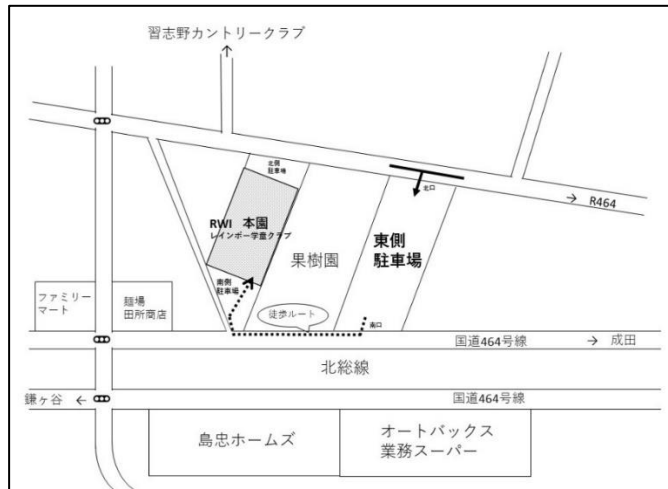 習志野カントリークラブ
北側
駐車場
北口
R464
RWI 本園
レインボー学童クラブ
果樹園
東側
駐車場
南側
駐車場
ファミリー
マート
麺場
田所商店
徒歩ルート
南口
国道464号線
成田
北総線
鎌ヶ谷
国道464号線
島忠ホームズ
オートバックス
業務スーパー